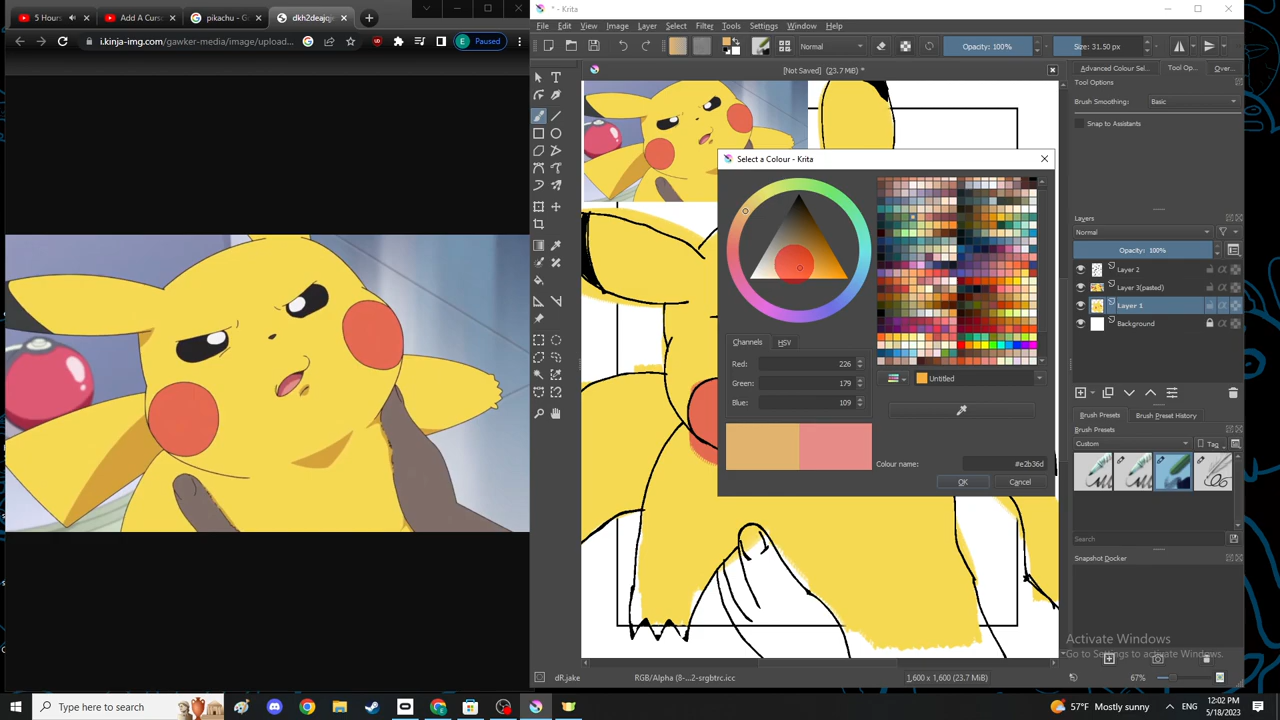 5 Hours
Add A Curso
pikachu - G
dkh2deajo
i.kinja-img.com/gawker-media/image/upload...
E
Paused
* - Krita
File Edit View Image Layer Select Filter Tools Settings Window Help
Normal
Opacity: 100%
Size: 31.50 px
[Not Saved] (23.7 MiB) *
Advanced Colour Sel...
Tool Op...
Over...
Tool Options
Brush Smoothing:
Basic
Snap to Assistants
Select a Colour - Krita
Channels
HSV
Red: 226
Green: 179
Blue: 109
Untitled
Colour name: #e2b36d
OK
Cancel
Layers
Normal
Opacity: 100%
Layer 2
Layer 3(pasted)
Layer 1
Background
Brush Presets
Brush Preset History
Brush Presets
Custom
Tag
Search
Snapshot Docker
Activate Windows
Go to Settings to activate Windows.
dR.jake
RGB/Alpha (8-...2-srgbtrc.icc
1,600 x 1,600 (23.7 MiB)
67%
Type here to search
57°F Mostly sunny
ENG
12:02 PM
5/18/2023